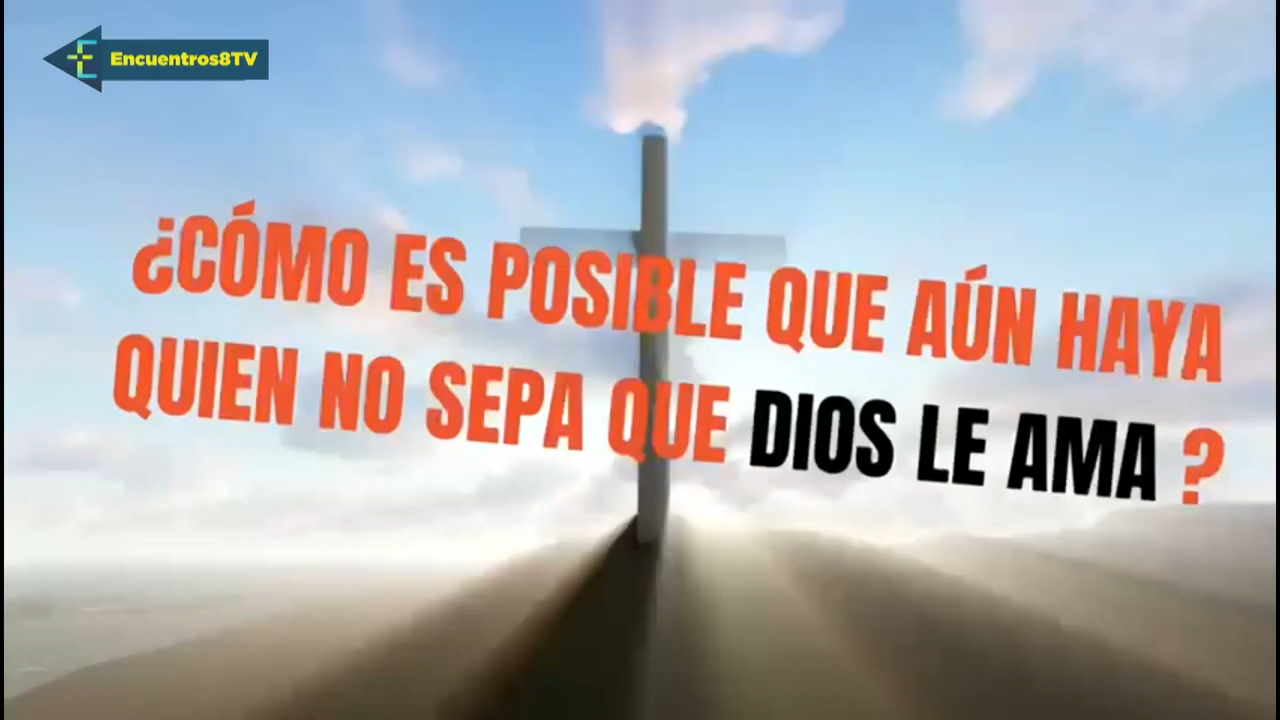 Encuentros8TV
¿CÓMO ES POSIBLE QUE AÚN HAYA
QUIEN NO SEPA QUE DIOS LE AMA ?